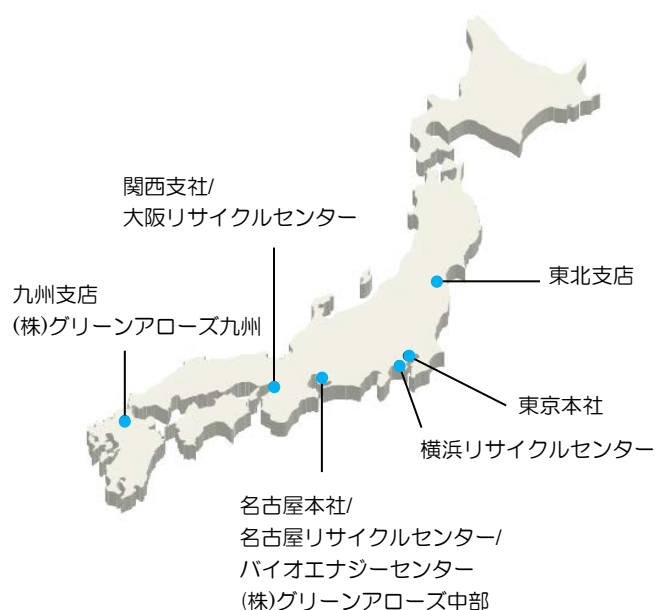 関西支社/
大阪リサイクルセンター
東北支店
九州支店
(株)グリーンアローズ九州
東京本社
横浜リサイクルセンター
名古屋本社/
名古屋リサイクルセンター/
バイオエナジーセンター
(株)グリーンアローズ中部